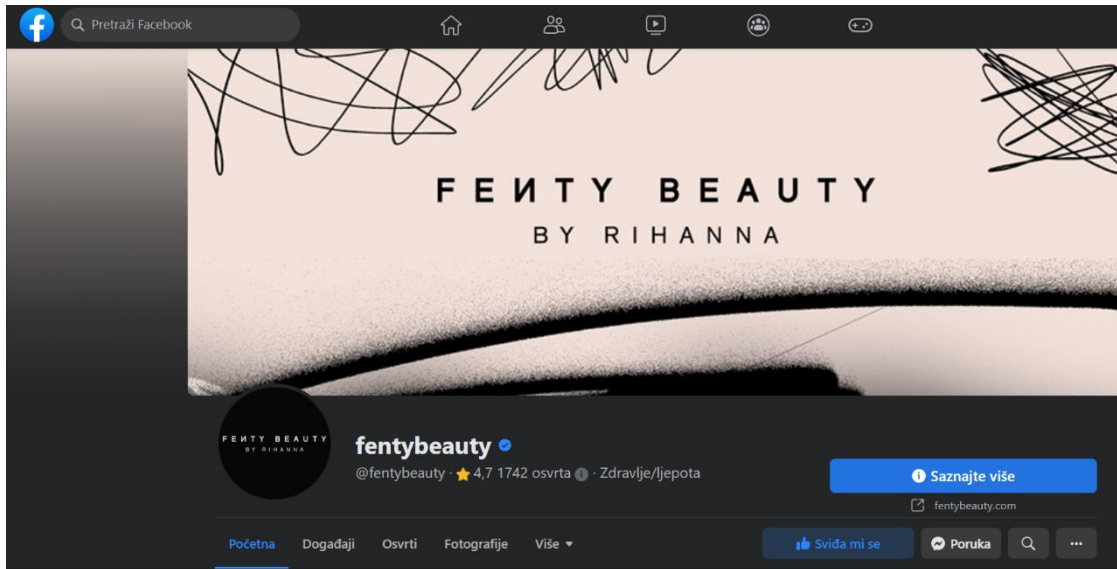 Pretraži Facebook
FEИTY BEAUTY
BY RIHANNA
FEИTY BEAUTY
BY RIHANNA
fentybeauty
@fentybeauty · 4,7 1742 osvrta · Zdravlje/ljepota
Saznajte više
fentybeauty.com
Početna Događaji Osvrti Fotografije Više Sviđa mi se Poruka